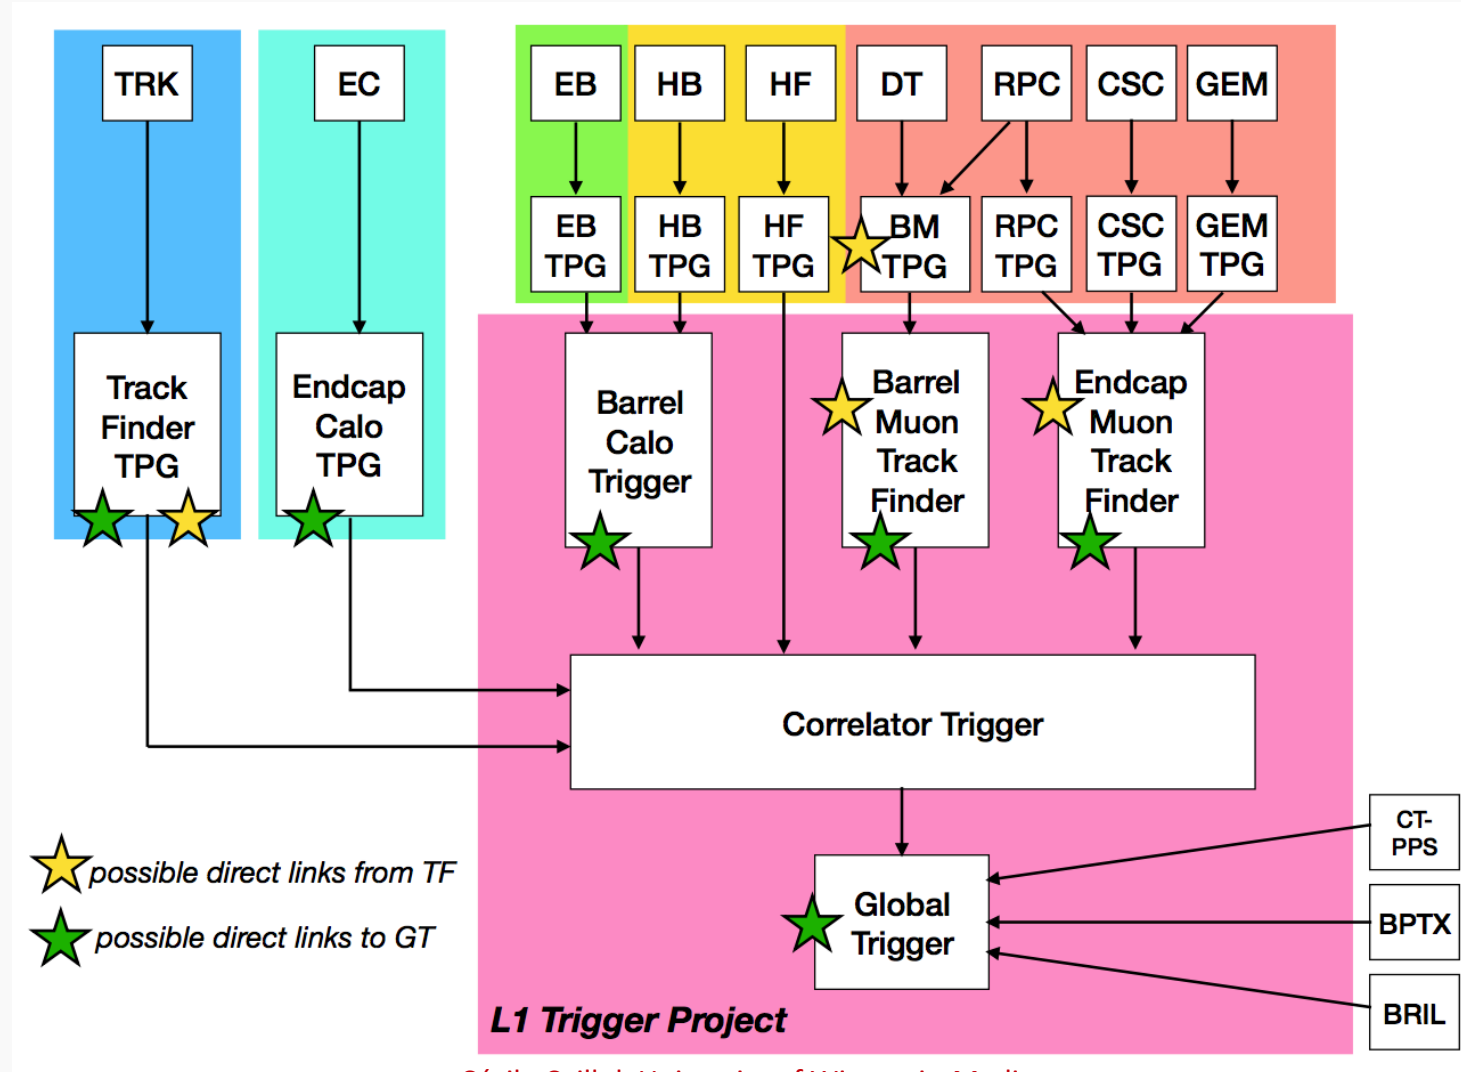 TRK
EC
EB
HB
HF
DT
RPC
CSC
GEM
EB
TPG
HB
TPG
HF
TPG
BM
TPG
RPC
TPG
CSC
TPG
GEM
TPG
Track
Finder
TPG
Endcap
Calo
TPG
Barrel
Calo
Trigger
Barrel
Muon
Track
Finder
Endcap
Muon
Track
Finder
Correlator Trigger
CT-
PPS
possible direct links from TF
Global
Trigger
BPTX
possible direct links to GT
BRIL
L1 Trigger Project